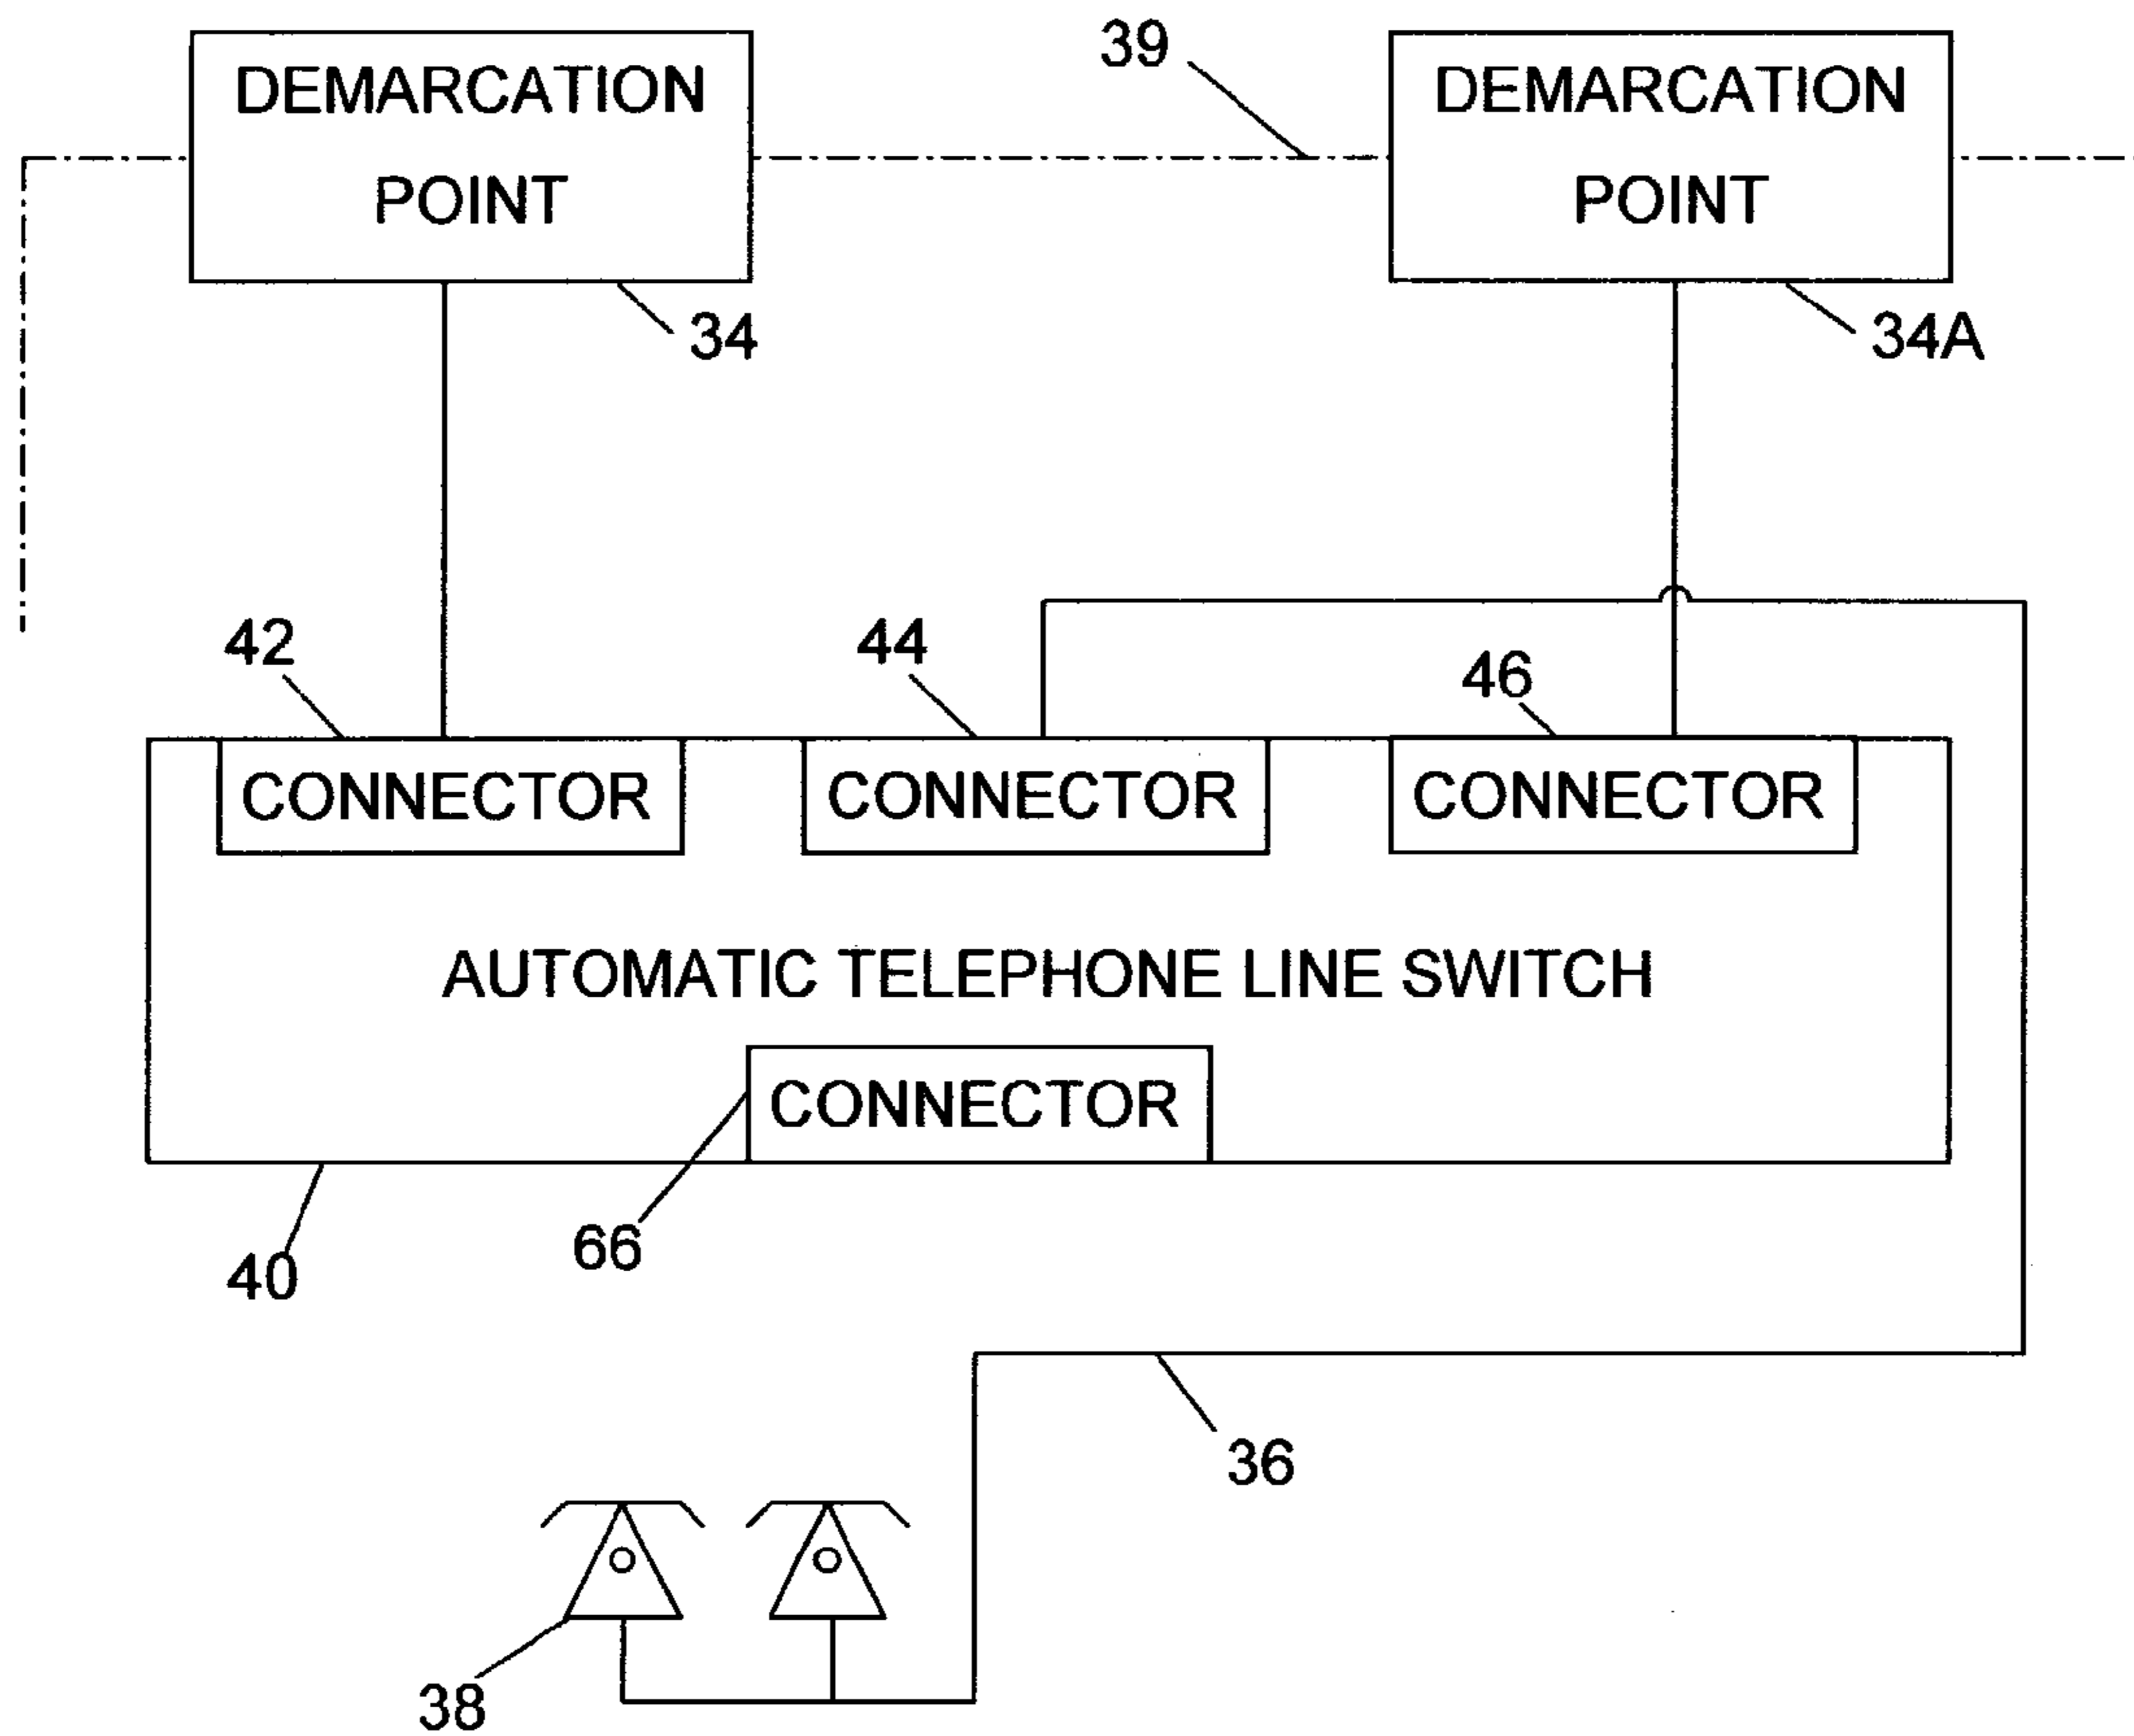 39
DEMARCATION
POINT
DEMARCATION
POINT
34
34A
42
44
46
CONNECTOR
CONNECTOR
CONNECTOR
AUTOMATIC TELEPHONE LINE SWITCH
CONNECTOR
66
40
36
38